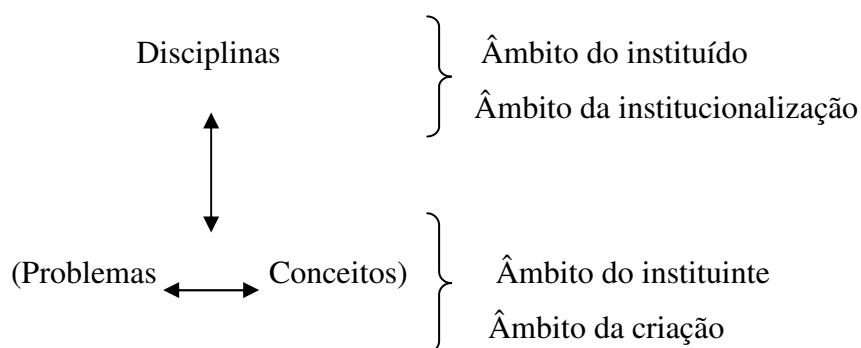 Disciplinas Âmbito do instituído
Âmbito da institucionalização
(Problemas Conceitos) Âmbito do instituinte
Âmbito da criação